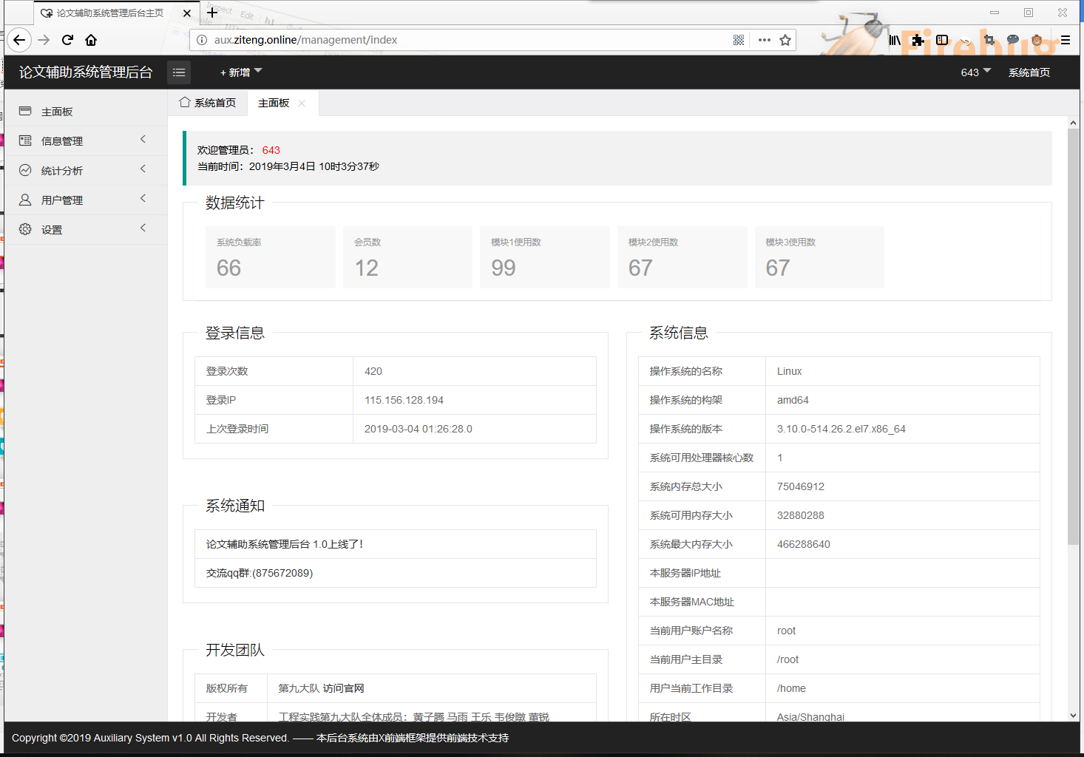 论文辅助系统管理后台主页
aux.ziteng.online/management/index
Firebug
论文辅助系统管理后台
+ 新增
643
系统首页
主面板
信息管理
统计分析
用户管理
设置
系统首页
主面板
欢迎管理员： 643
当前时间：2019年3月4日 10时3分37秒
数据统计
系统负载率
66
会员数
12
模块1使用数
99
模块2使用数
67
模块3使用数
67
登录信息
登录次数 420
登录IP 115.156.128.194
上次登录时间 2019-03-04 01:26:28.0
系统通知
论文辅助系统管理后台 1.0上线了!
交流qq群:(875672089)
开发团队
版权所有 第九大队 访问官网
开发者 工程实践第九大队全体成员：黄子腾 马雨 王乐 韦俊 董锐
系统信息
操作系统的名称 Linux
操作系统的构架 amd64
操作系统的版本 3.10.0-514.26.2.el7.x86_64
系统可用处理器核心数 1
系统内存总大小 75046912
系统可用内存大小 32880288
系统最大内存大小 466288640
本服务器IP地址
本服务器MAC地址
当前用户账户名称 root
当前用户主目录 /root
用户当前工作目录 /home
所在时区 Asia/Shanghai
Copyright ©2019 Auxiliary System v1.0 All Rights Reserved. —— 本后台系统由X前端框架提供前端技术支持